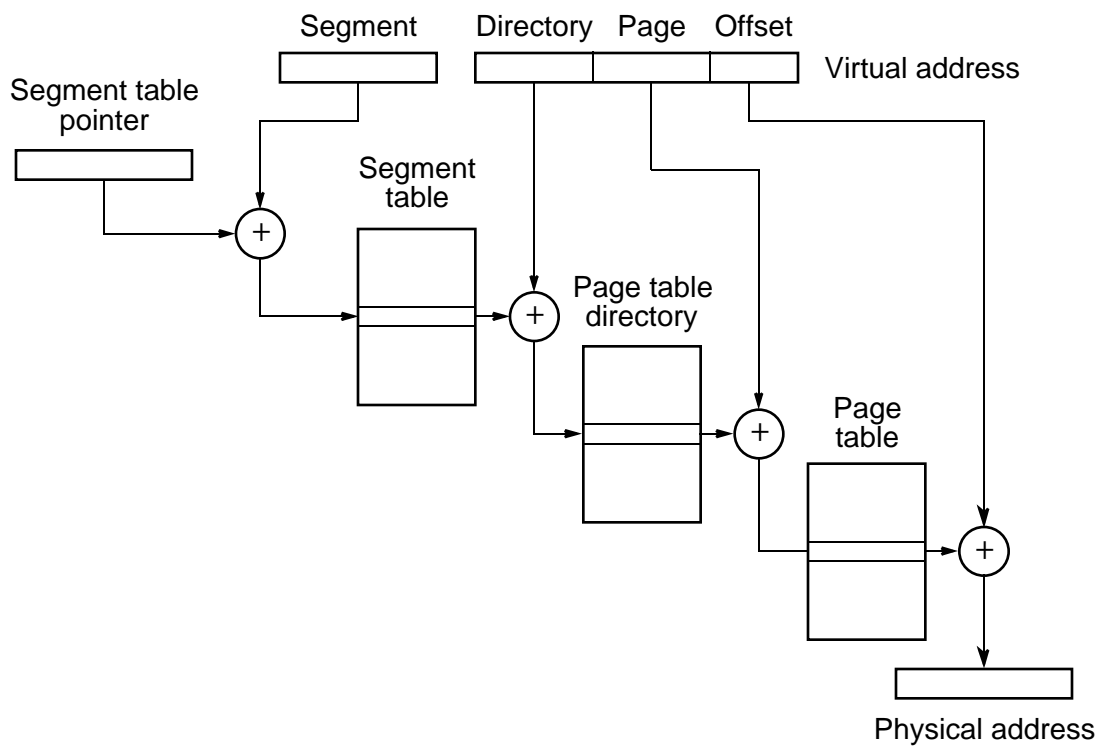 Segment
Directory Page Offset
Virtual address
Segment table
pointer
Segment
table
+
Page table
directory
+
Page
table
+
+
Physical address